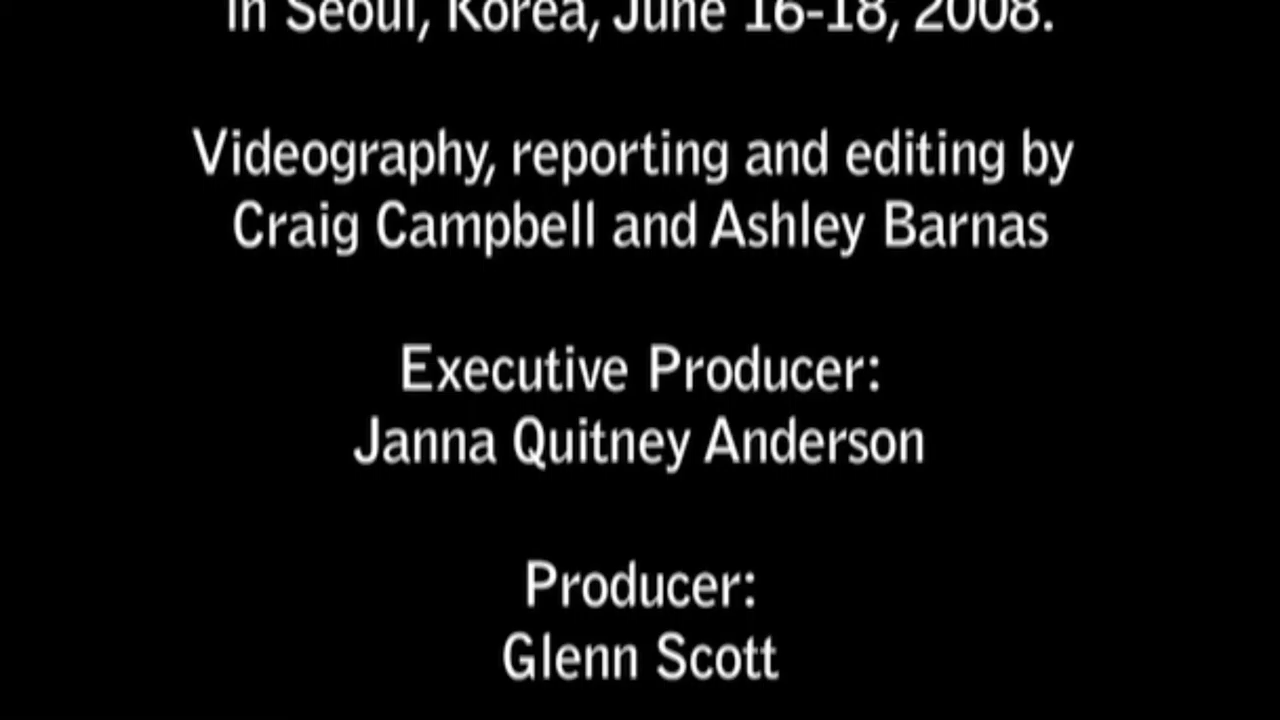 in Seoul, Korea, June 16-18, 2008.
Videography, reporting and editing by
Craig Campbell and Ashley Barnas
Executive Producer:
Janna Quitney Anderson
Producer:
Glenn Scott